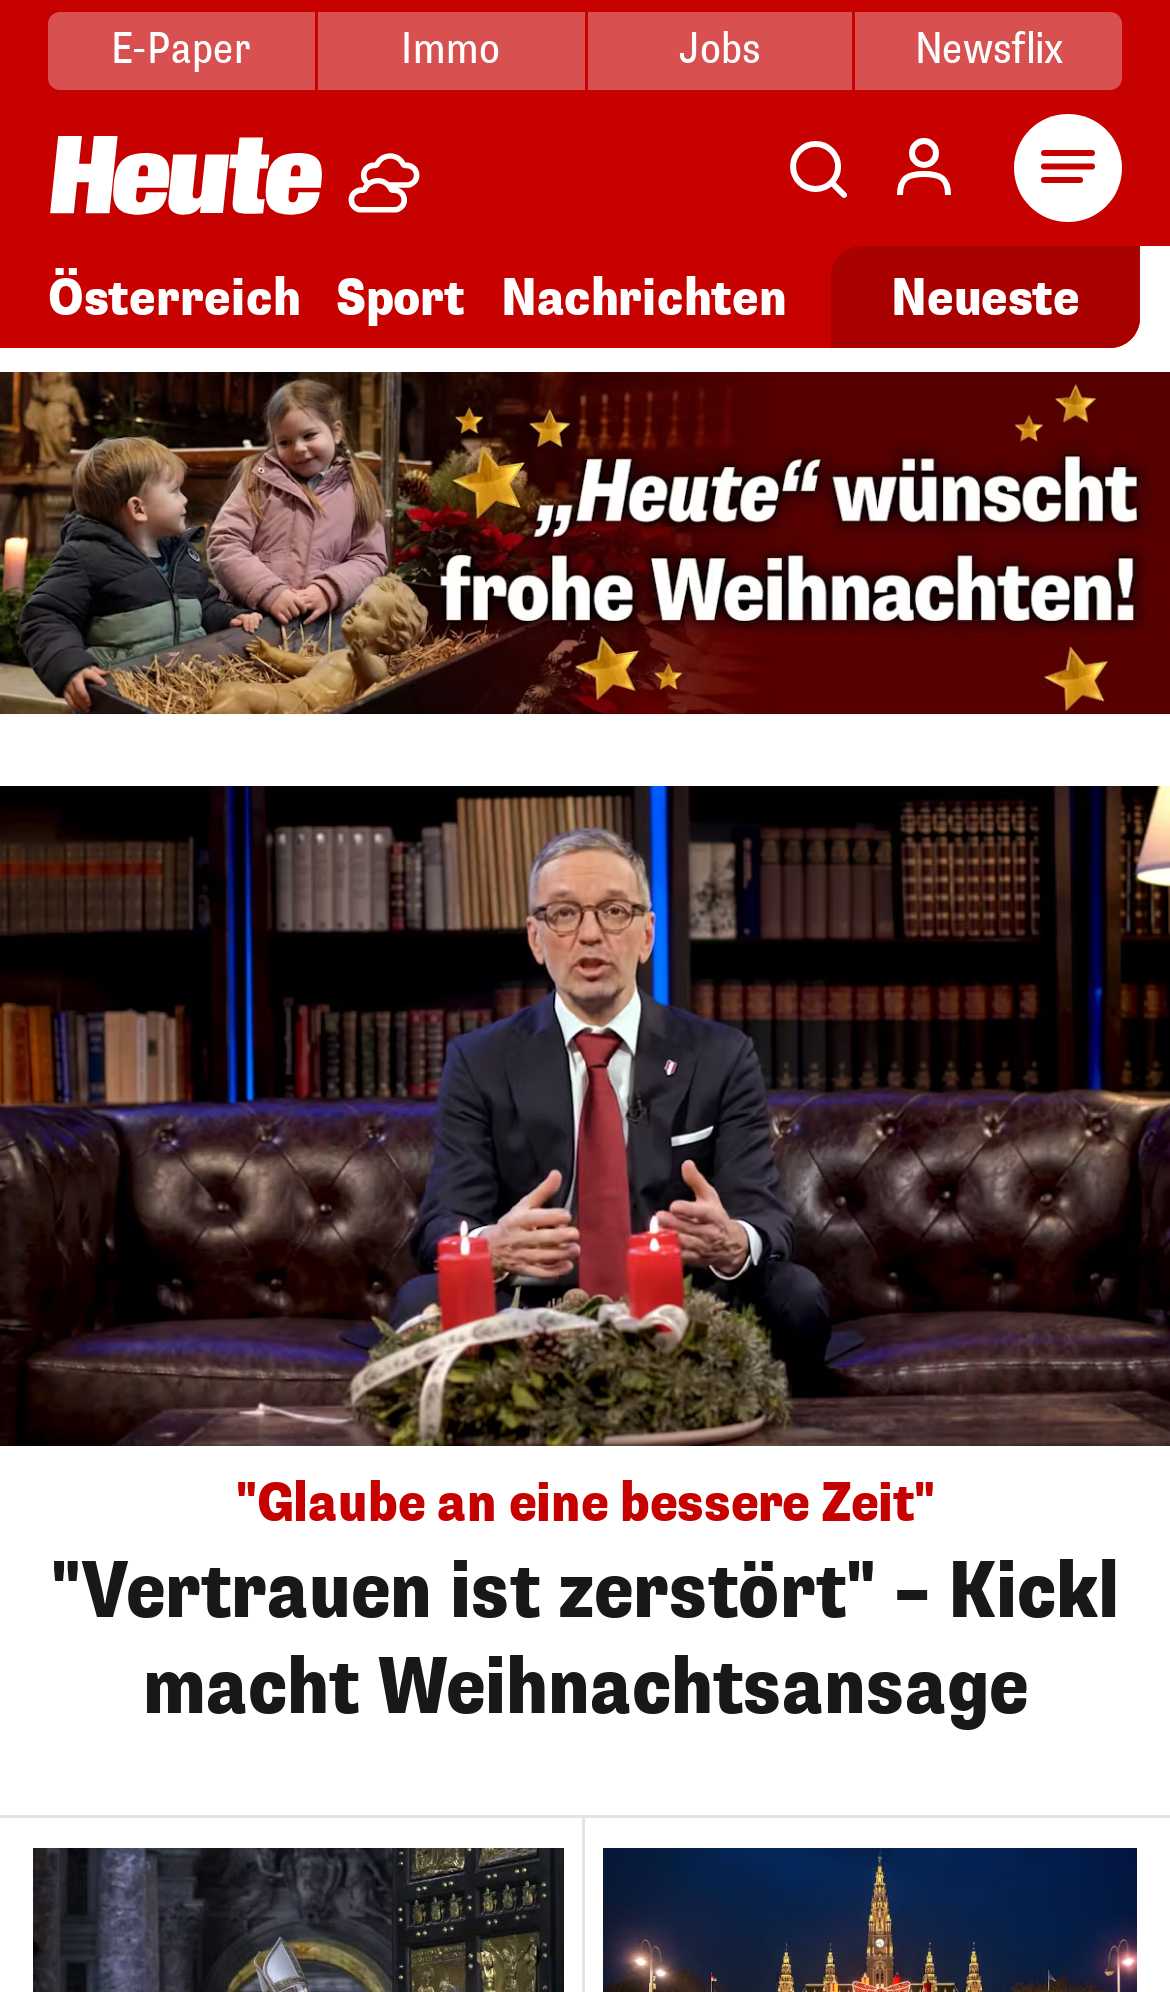 E-Paper
Immo
Jobs
Newsflix
Heute
Österreich
Sport
Nachrichten
Neueste
„Heute“ wünscht
frohe Weihnachten!
"Glaube an eine bessere Zeit"
"Vertrauen ist zerstört" – Kickl
macht Weihnachtsansage